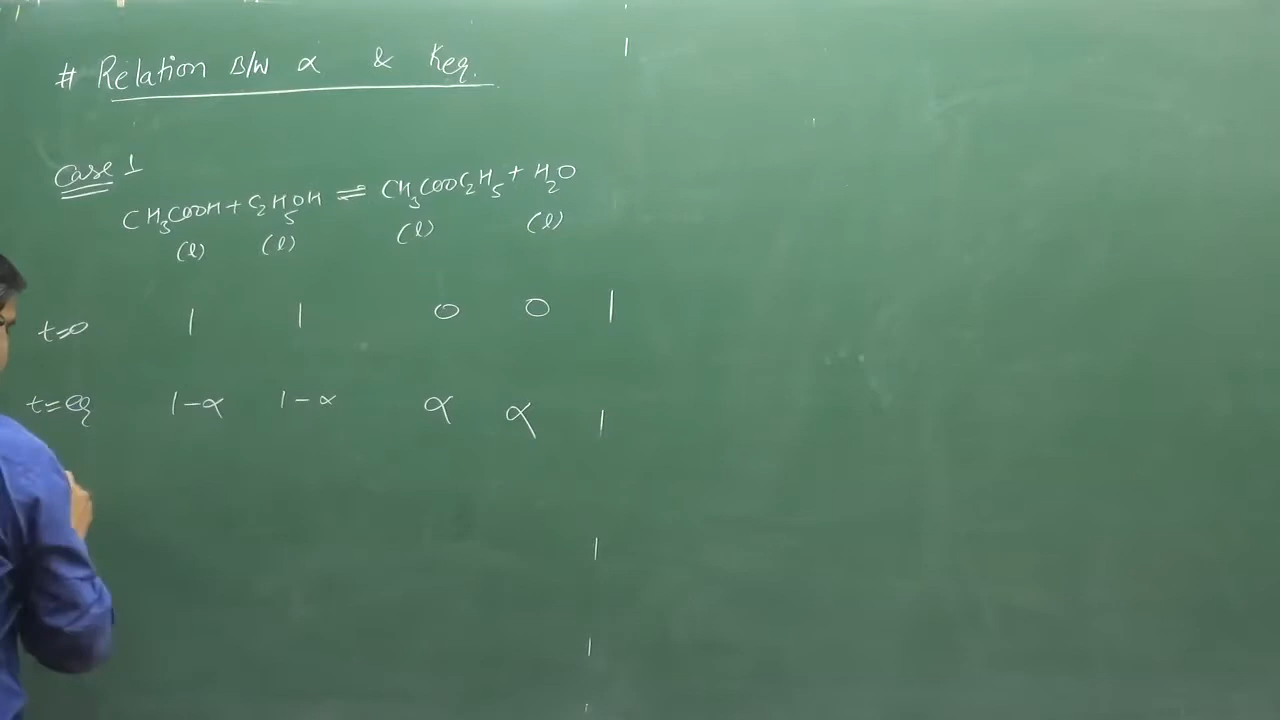 # Relation B/W α & Keq.
Case 1
CH₃COOH + C₂H₅OH ⇌ CH₃COOC₂H₅ + H₂O
(l) (l) (l) (l)
t=0 1 1 0 0
t=eq 1-α 1-α α α